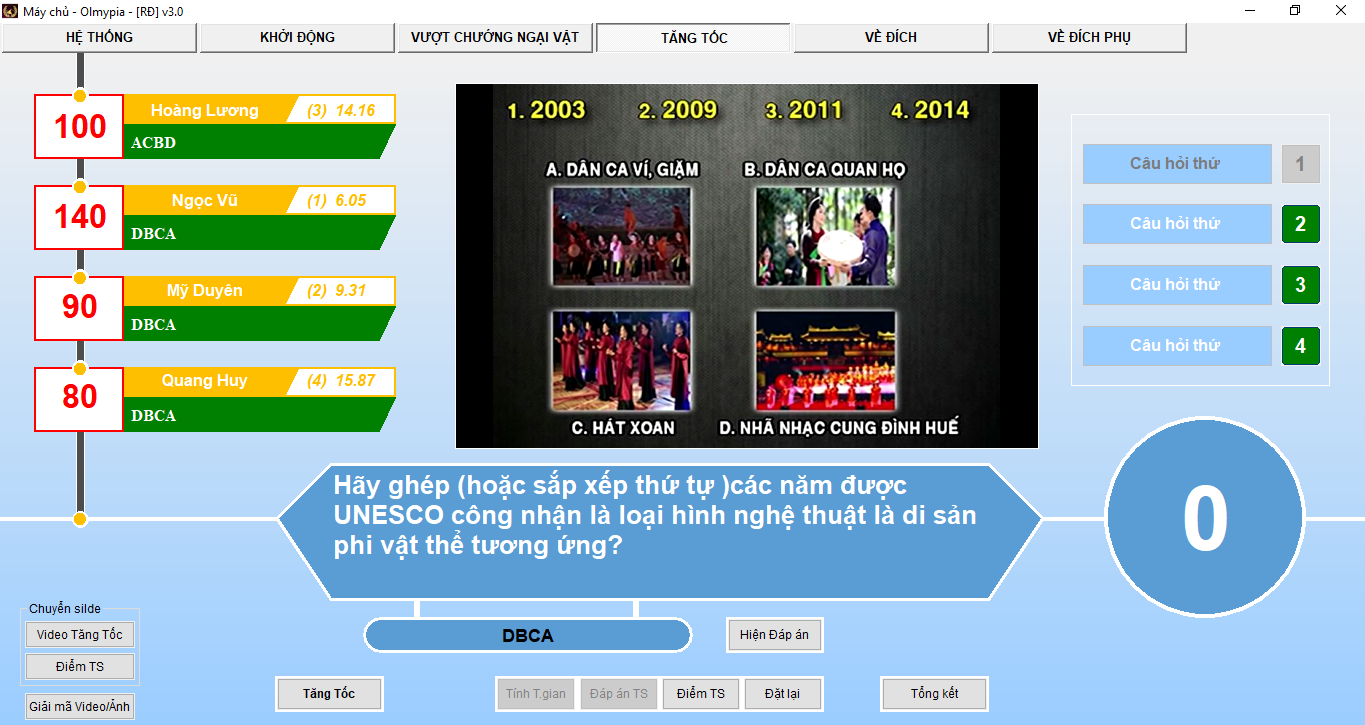 Máy chủ - Olmypia - [RĐ] v3.0
HỆ THỐNG
KHỞI ĐỘNG
VƯỢT CHƯỚNG NGẠI VẬT
TĂNG TỐC
VỀ ĐÍCH
VỀ ĐÍCH PHỤ
100
Hoàng Lương
(3) 14.16
ACBD
140
Ngọc Vũ
(1) 6.05
DBCA
90
Mỹ Duyên
(2) 9.31
DBCA
80
Quang Huy
(4) 15.87
DBCA
1. 2003
2. 2009
3. 2011
4. 2014
A. DÂN CA VÍ, GIẶM
B. DÂN CA QUAN HỌ
C. HÁT XOAN
D. NHÃ NHẠC CUNG ĐÌNH HUẾ
Câu hỏi thứ
1
Câu hỏi thứ
2
Câu hỏi thứ
3
Câu hỏi thứ
4
Hãy ghép (hoặc sắp xếp thứ tự )các năm được
UNESCO công nhận là loại hình nghệ thuật là di sản
phi vật thể tương ứng?
0
DBCA
Hiện Đáp án
Chuyển silde
Video Tăng Tốc
Điểm TS
Giải mã Video/Ảnh
Tăng Tốc
Tính T.gian
Đáp án TS
Điểm TS
Đặt lại
Tổng kết